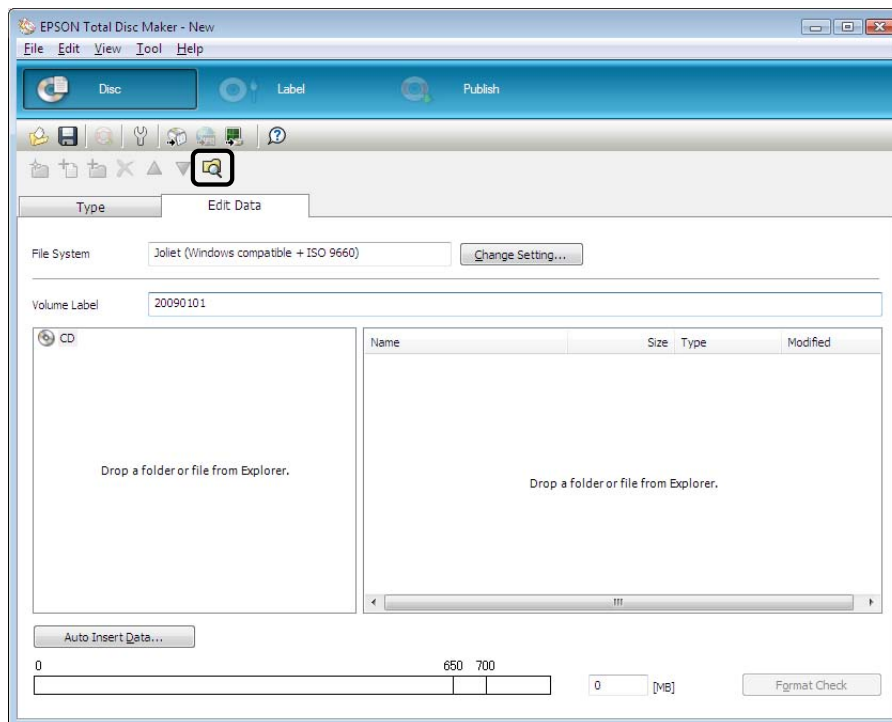 EPSON Total Disc Maker - New
File Edit View Tool Help
Disc Label Publish
Type Edit Data
File System Joliet (Windows compatible + ISO 9660) Change Setting...
Volume Label 20090101
CD
Name Size Type Modified
Drop a folder or file from Explorer.
Drop a folder or file from Explorer.
Auto Insert Data...
0 650 700
0 [MB] Format Check